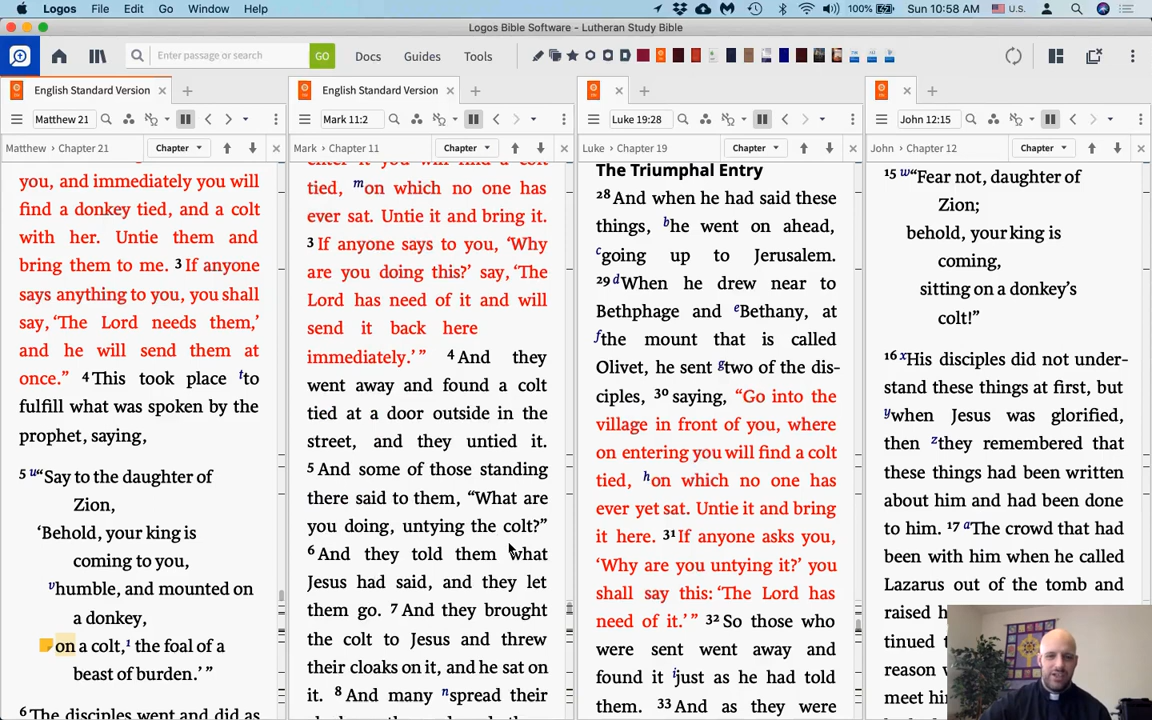 Logos File Edit Go Window Help 100% Sun 10:58 AM U.S.
Logos Bible Software - Lutheran Study Bible
Enter passage or search GO Docs Guides Tools
English Standard Version
Matthew 21
Matthew > Chapter 21 Chapter
you, and immediately you will
find a donkey tied, and a colt
with her. Untie them and
bring them to me. 3 If anyone
says anything to you, you shall
say, ‘The Lord needs them,’
and he will send them at
once.” 4 This took place t to
fulfill what was spoken by the
prophet, saying,
5 u “Say to the daughter of
Zion,
‘Behold, your king is
coming to you,
v humble, and mounted on
a donkey,
on a colt,1 the foal of a
beast of burden.’”
6 The disciples went and did as
English Standard Version
Mark 11:2
Mark > Chapter 11 Chapter
enter it you will find a colt
tied, m on which no one has
ever sat. Untie it and bring it.
3 If anyone says to you, ‘Why
are you doing this?’ say, ‘The
Lord has need of it and will
send it back here
immediately.’” 4 And they
went away and found a colt
tied at a door outside in the
street, and they untied it.
5 And some of those standing
there said to them, “What are
you doing, untying the colt?”
6 And they told them what
Jesus had said, and they let
them go. 7 And they brought
the colt to Jesus and threw
their cloaks on it, and he sat on
it. 8 And many n spread their
Luke 19:28
Luke > Chapter 19 Chapter
The Triumphal Entry
28 And when he had said these
things, b he went on ahead,
c going up to Jerusalem.
29 d When he drew near to
Bethphage and e Bethany, at
f the mount that is called
Olivet, he sent g two of the dis-
ciples, 30 saying, “Go into the
village in front of you, where
on entering you will find a colt
tied, h on which no one has
ever yet sat. Untie it and bring
it here. 31 If anyone asks you,
‘Why are you untying it?’ you
shall say this: ‘The Lord has
need of it.’” 32 So those who
were sent went away and
found it i just as he had told
them. 33 And as they were
John 12:15
John > Chapter 12 Chapter
15 w “Fear not, daughter of
Zion;
behold, your king is
coming,
sitting on a donkey’s
colt!”
16 x His disciples did not under-
stand these things at first, but
y when Jesus was glorified,
then z they remembered that
these things had been written
about him and had been done
to him. 17 a The crowd that had
been with him when he called
Lazarus out of the tomb and
raised
tinued
reason
meet